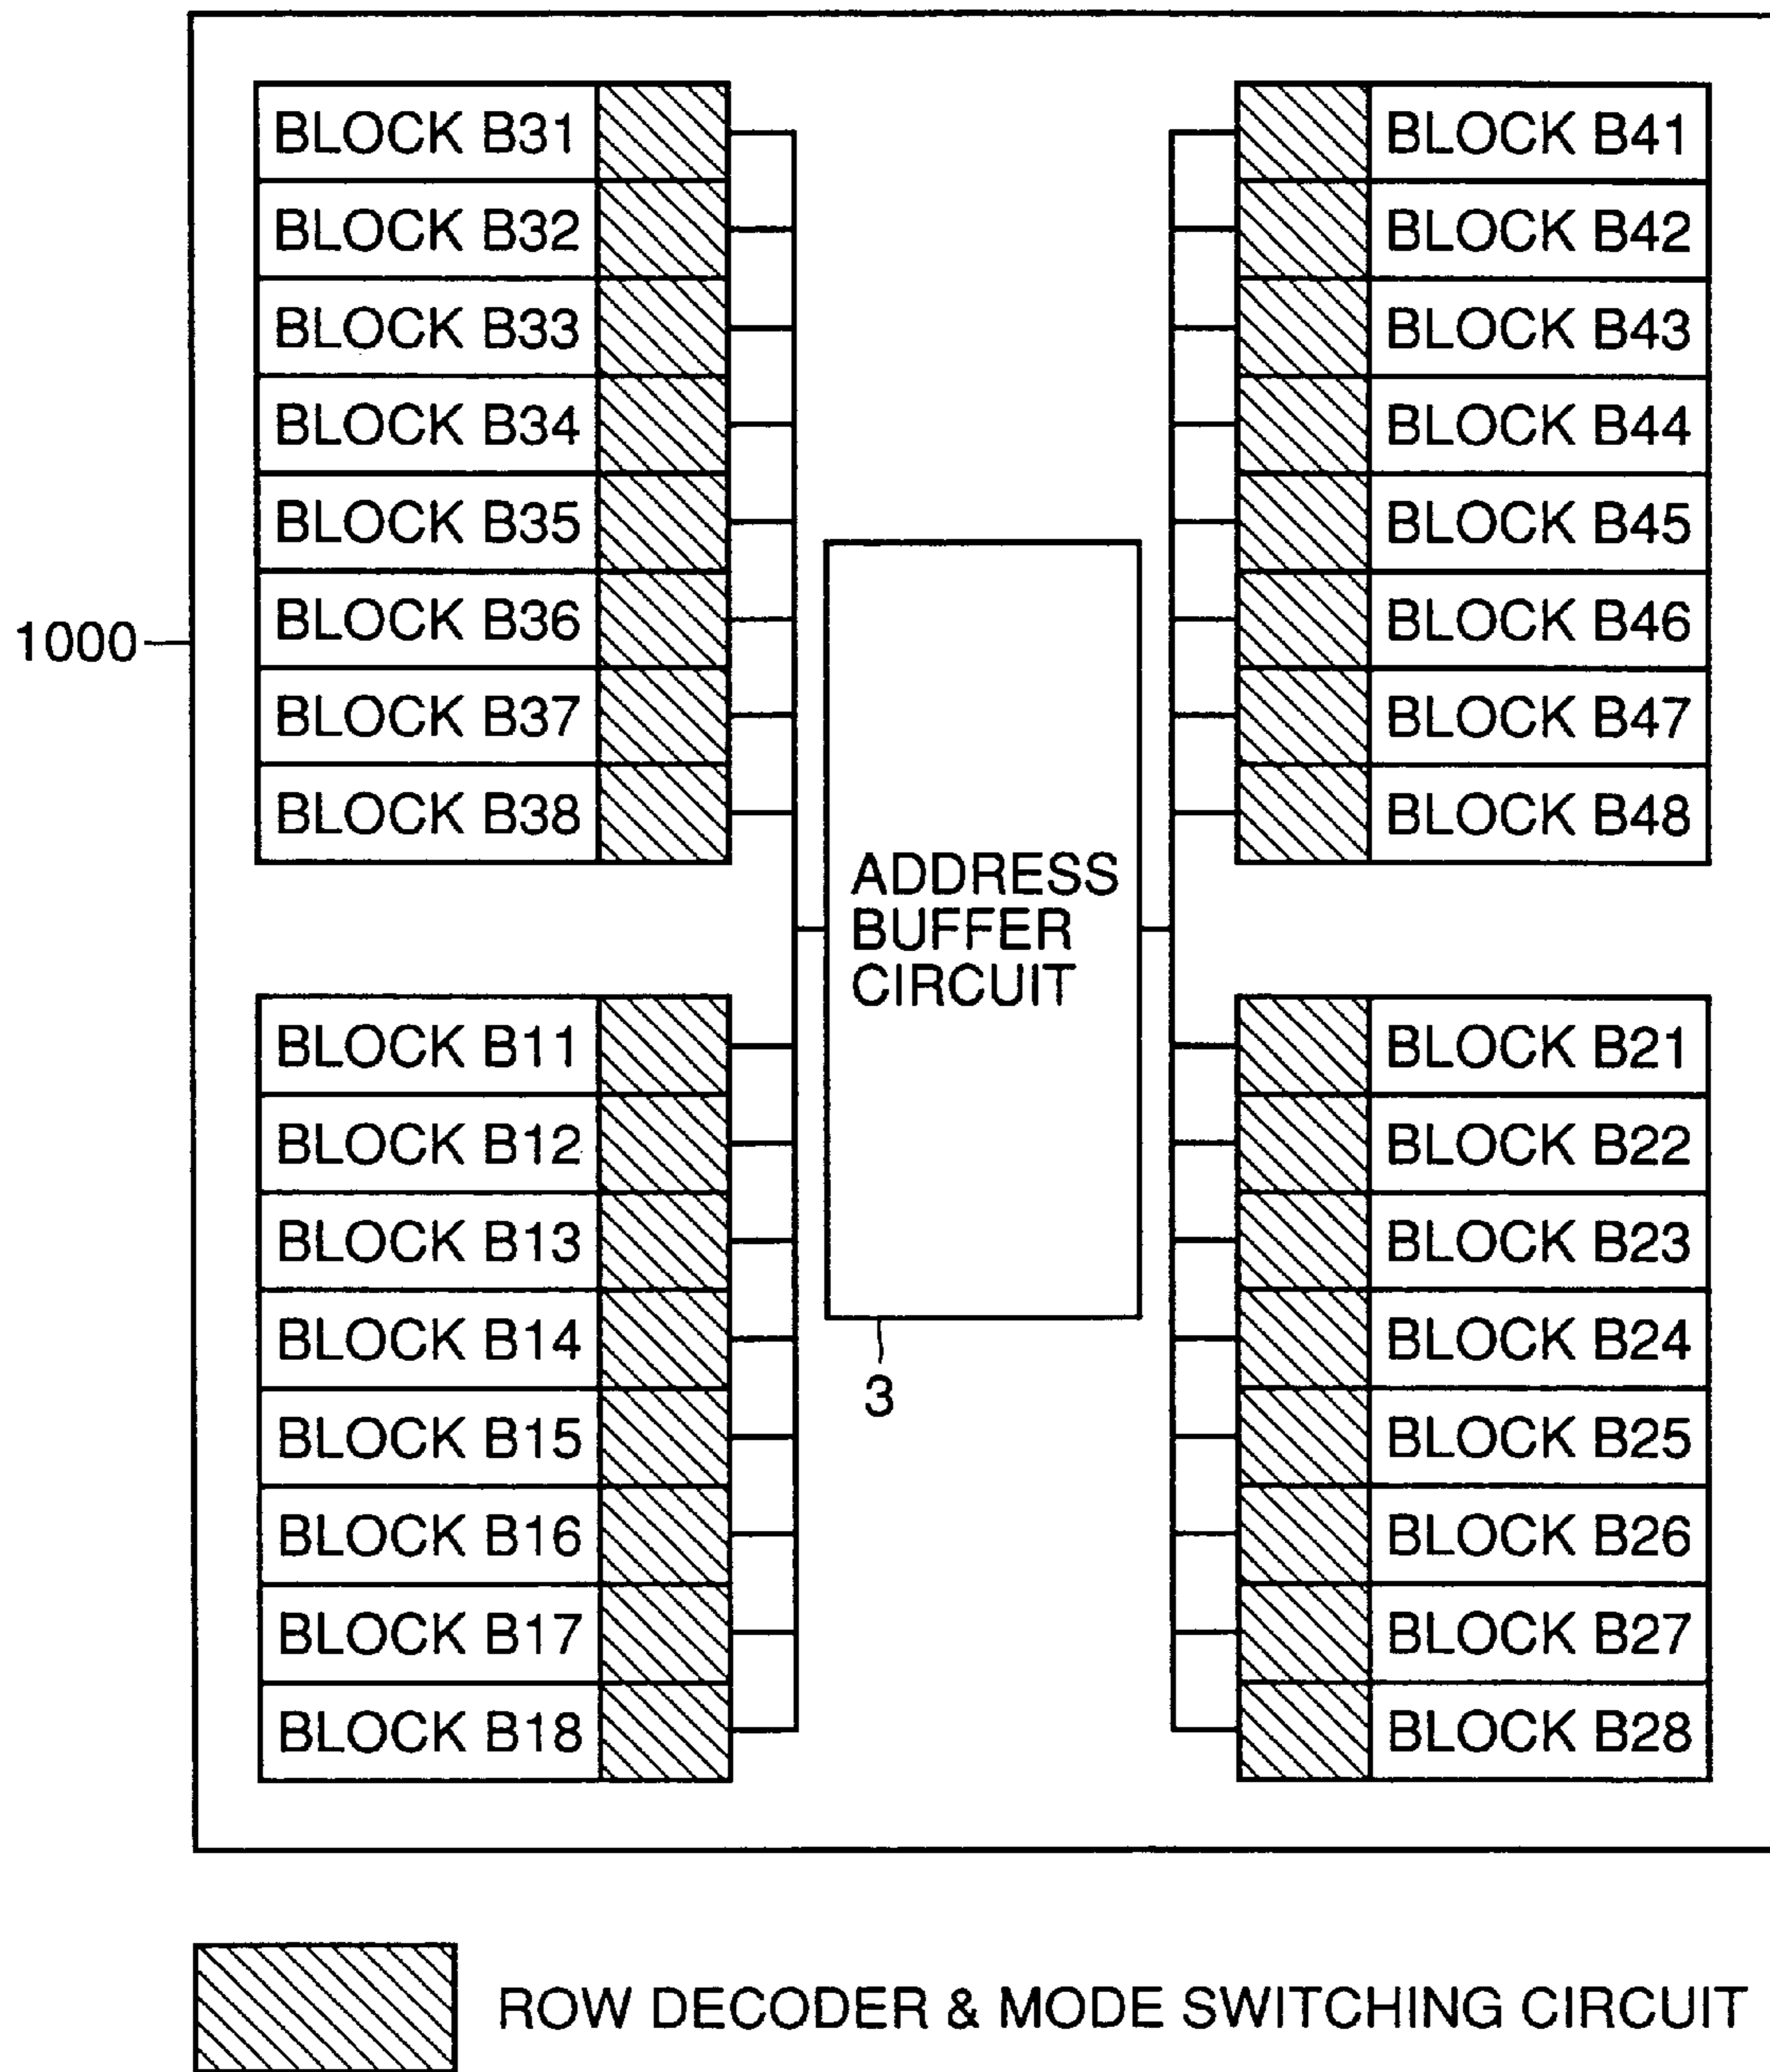 BLOCK B31
BLOCK B32
BLOCK B33
BLOCK B34
BLOCK B35
BLOCK B36
BLOCK B37
BLOCK B38
BLOCK B41
BLOCK B42
BLOCK B43
BLOCK B44
BLOCK B45
BLOCK B46
BLOCK B47
BLOCK B48
1000
ADDRESS
BUFFER
CIRCUIT
3
BLOCK B11
BLOCK B12
BLOCK B13
BLOCK B14
BLOCK B15
BLOCK B16
BLOCK B17
BLOCK B18
BLOCK B21
BLOCK B22
BLOCK B23
BLOCK B24
BLOCK B25
BLOCK B26
BLOCK B27
BLOCK B28
ROW DECODER & MODE SWITCHING CIRCUIT